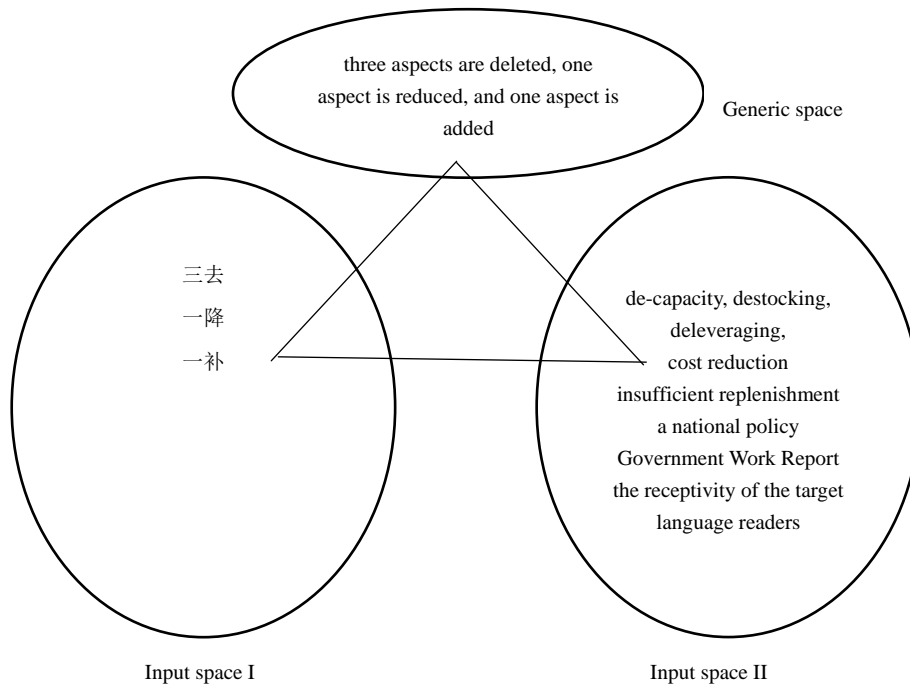 three aspects are deleted, one
aspect is reduced, and one aspect is
added
Generic space
三去
一降
一补
de-capacity, destocking,
deleveraging,
cost reduction
insufficient replenishment
a national policy
Government Work Report
the receptivity of the target
language readers
Input space I
Input space II